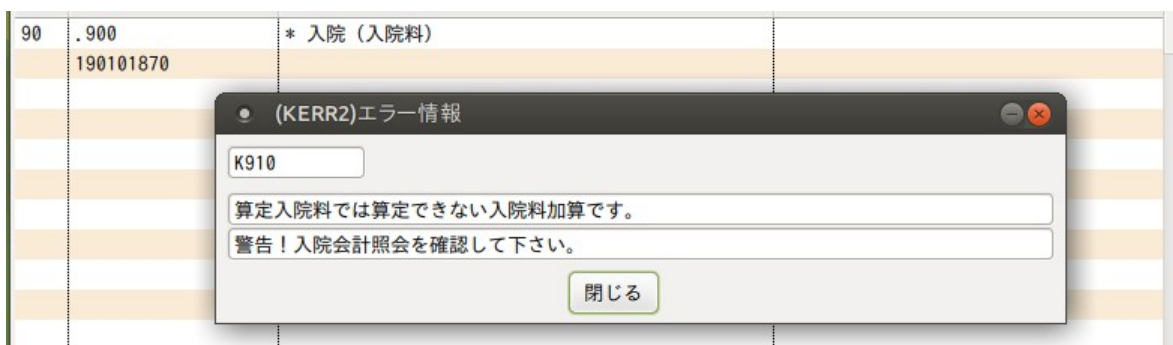 90 .900 * 入院（入院料）
190101870
(KERR2)エラー情報
K910
算定入院料では算定できない入院料加算です。
警告！入院会計照会を確認して下さい。
閉じる